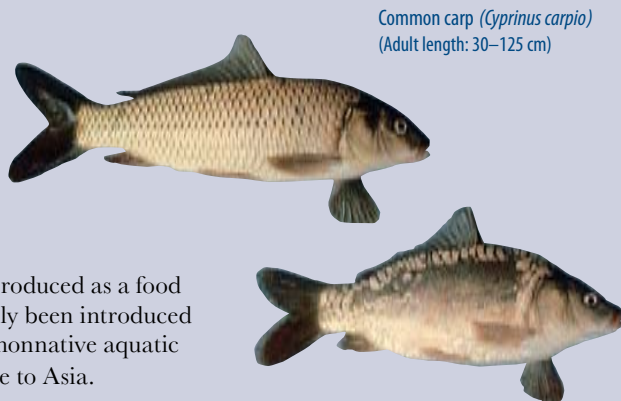 Common carp (Cyprinus carpio)
(Adult length: 30–125 cm)
roduced as a food
ly been introduced
nonnative aquatic
e to Asia.